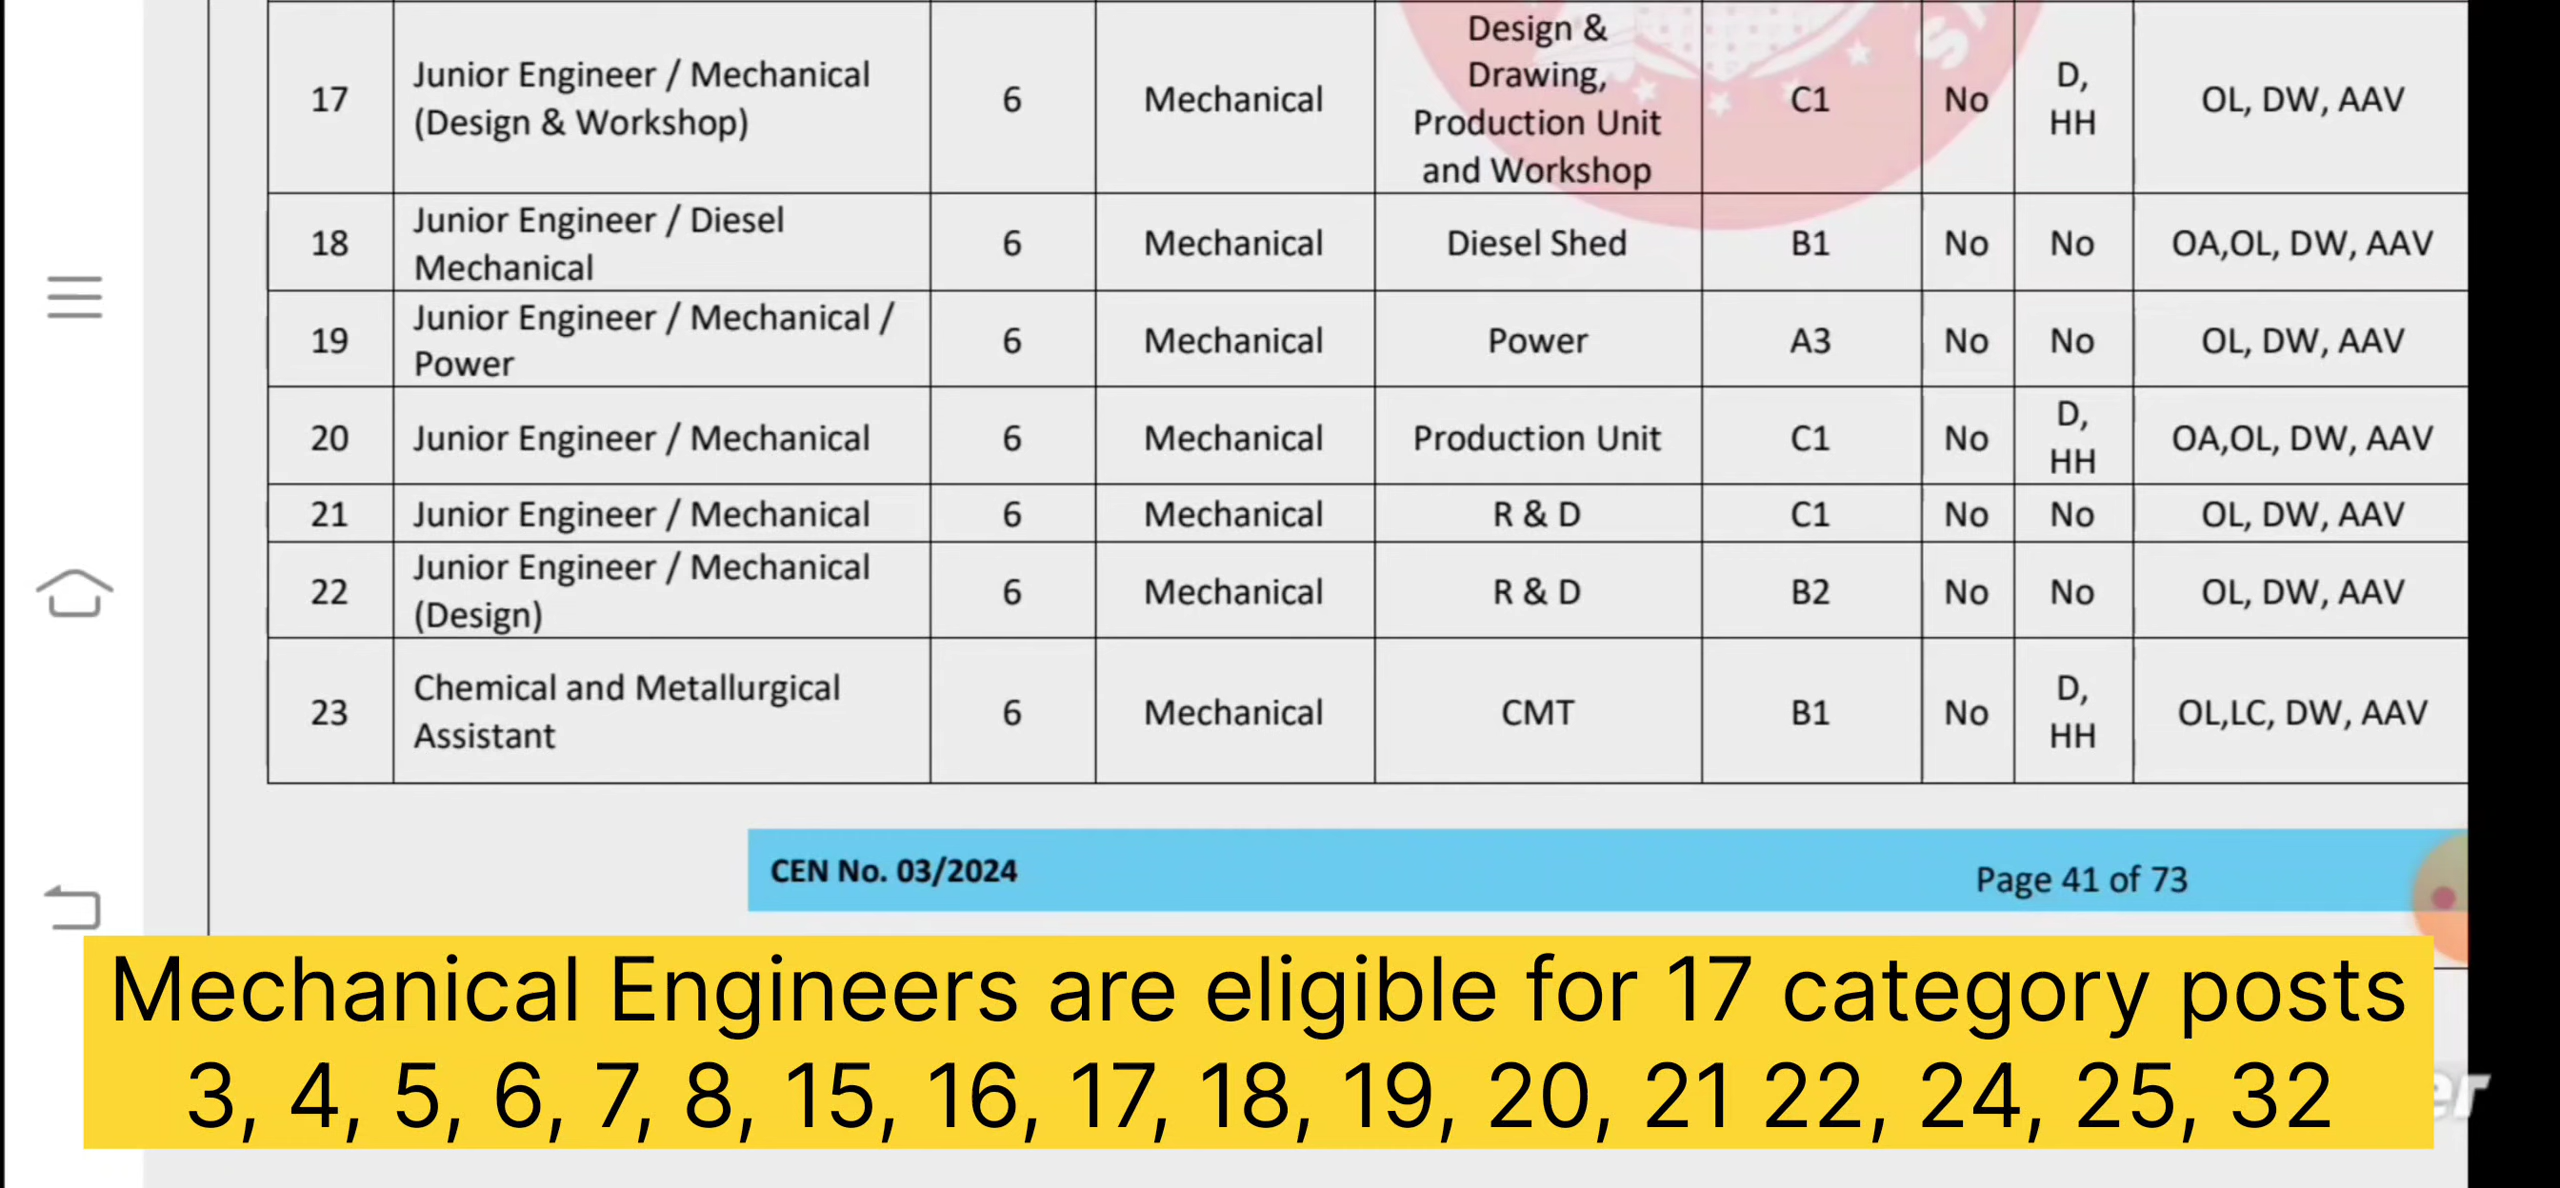 17 Junior Engineer / Mechanical (Design & Workshop) 6 Mechanical Design & Drawing, Production Unit and Workshop C1 No D, HH OL, DW, AAV
18 Junior Engineer / Diesel Mechanical 6 Mechanical Diesel Shed B1 No No OA,OL, DW, AAV
19 Junior Engineer / Mechanical / Power 6 Mechanical Power A3 No No OL, DW, AAV
20 Junior Engineer / Mechanical 6 Mechanical Production Unit C1 No D, HH OA,OL, DW, AAV
21 Junior Engineer / Mechanical 6 Mechanical R & D C1 No No OL, DW, AAV
22 Junior Engineer / Mechanical (Design) 6 Mechanical R & D B2 No No OL, DW, AAV
23 Chemical and Metallurgical Assistant 6 Mechanical CMT B1 No D, HH OL,LC, DW, AAV
CEN No. 03/2024 Page 41 of 73
Mechanical Engineers are eligible for 17 category posts
3, 4, 5, 6, 7, 8, 15, 16, 17, 18, 19, 20, 21 22, 24, 25, 32